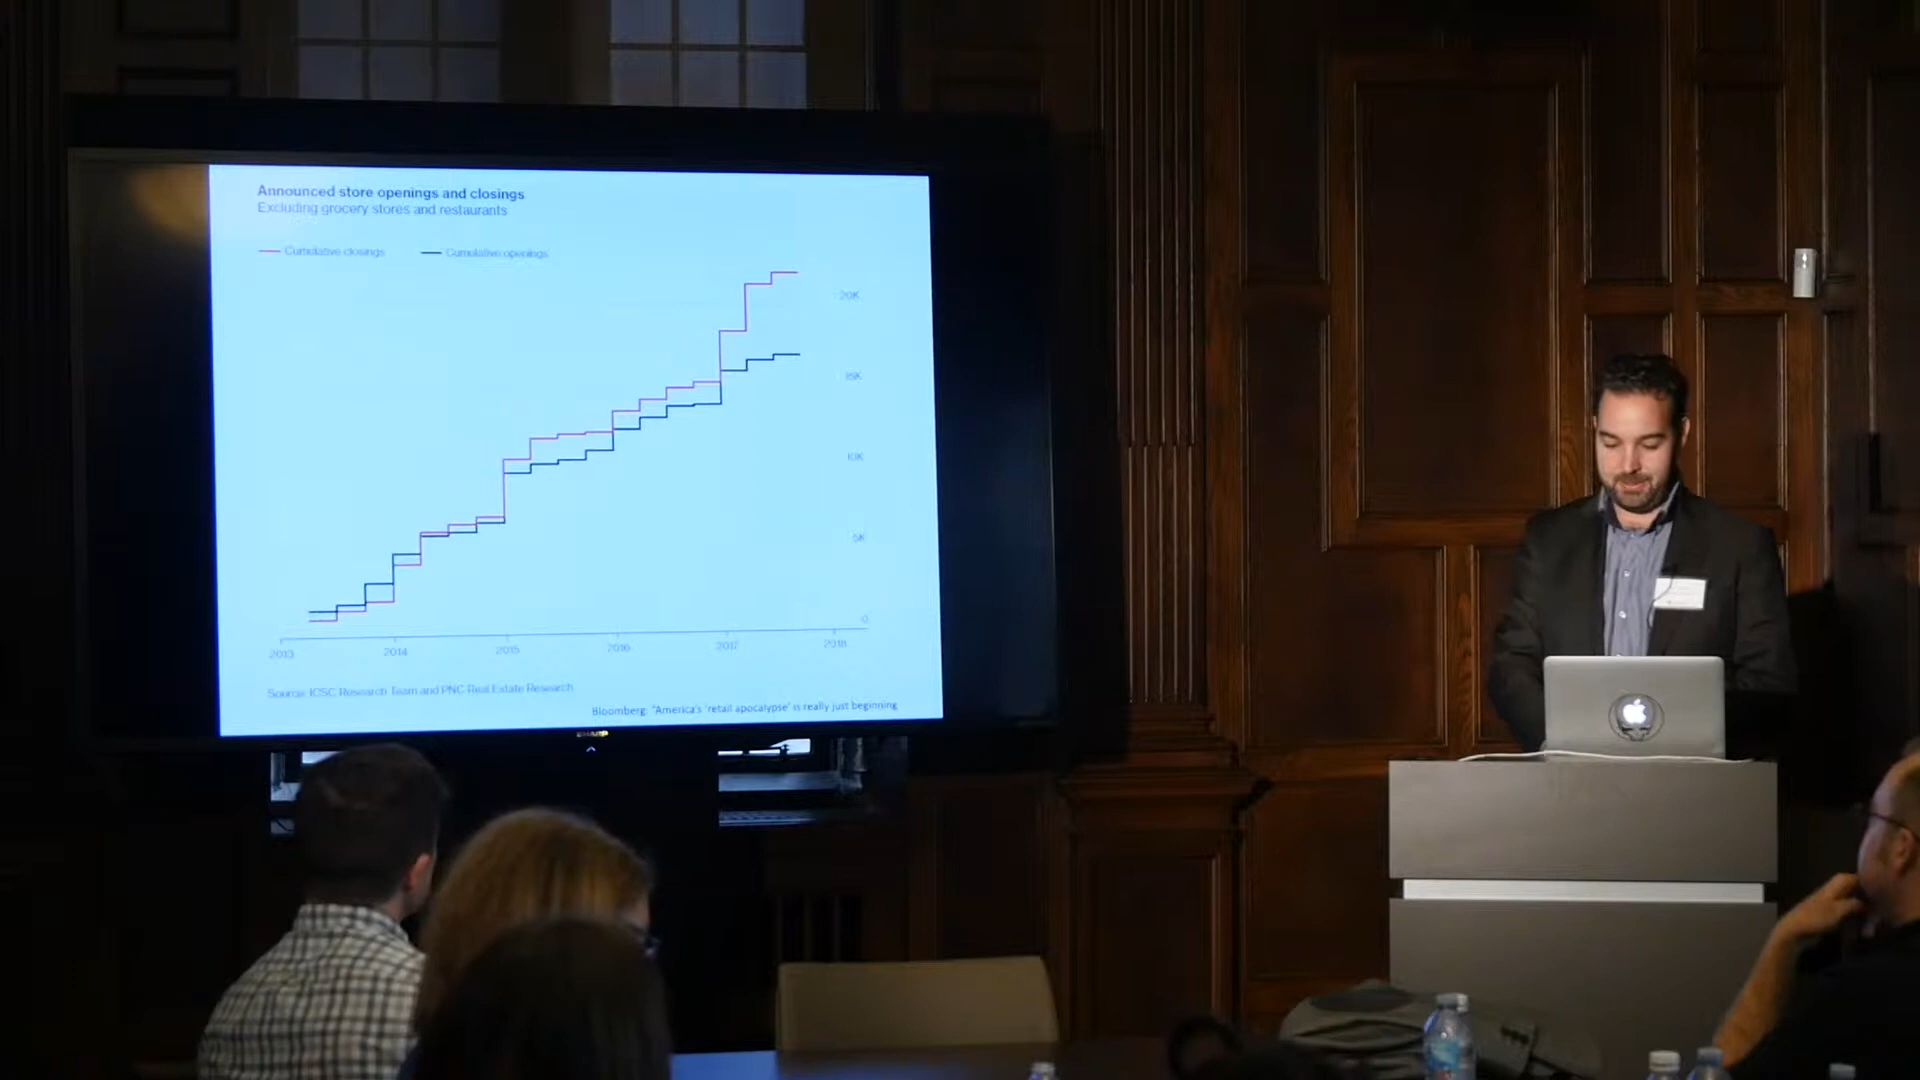 Announced store openings and closings
Excluding grocery stores and restaurants
Cumulative closings
Cumulative openings
20K
15K
10K
5K
0
2013
2014
2015
2016
2017
2018
Source: ICSC Research Team and PNC Real Estate Research
Bloomberg: "America's 'retail apocalypse' is really just beginning
SHARP